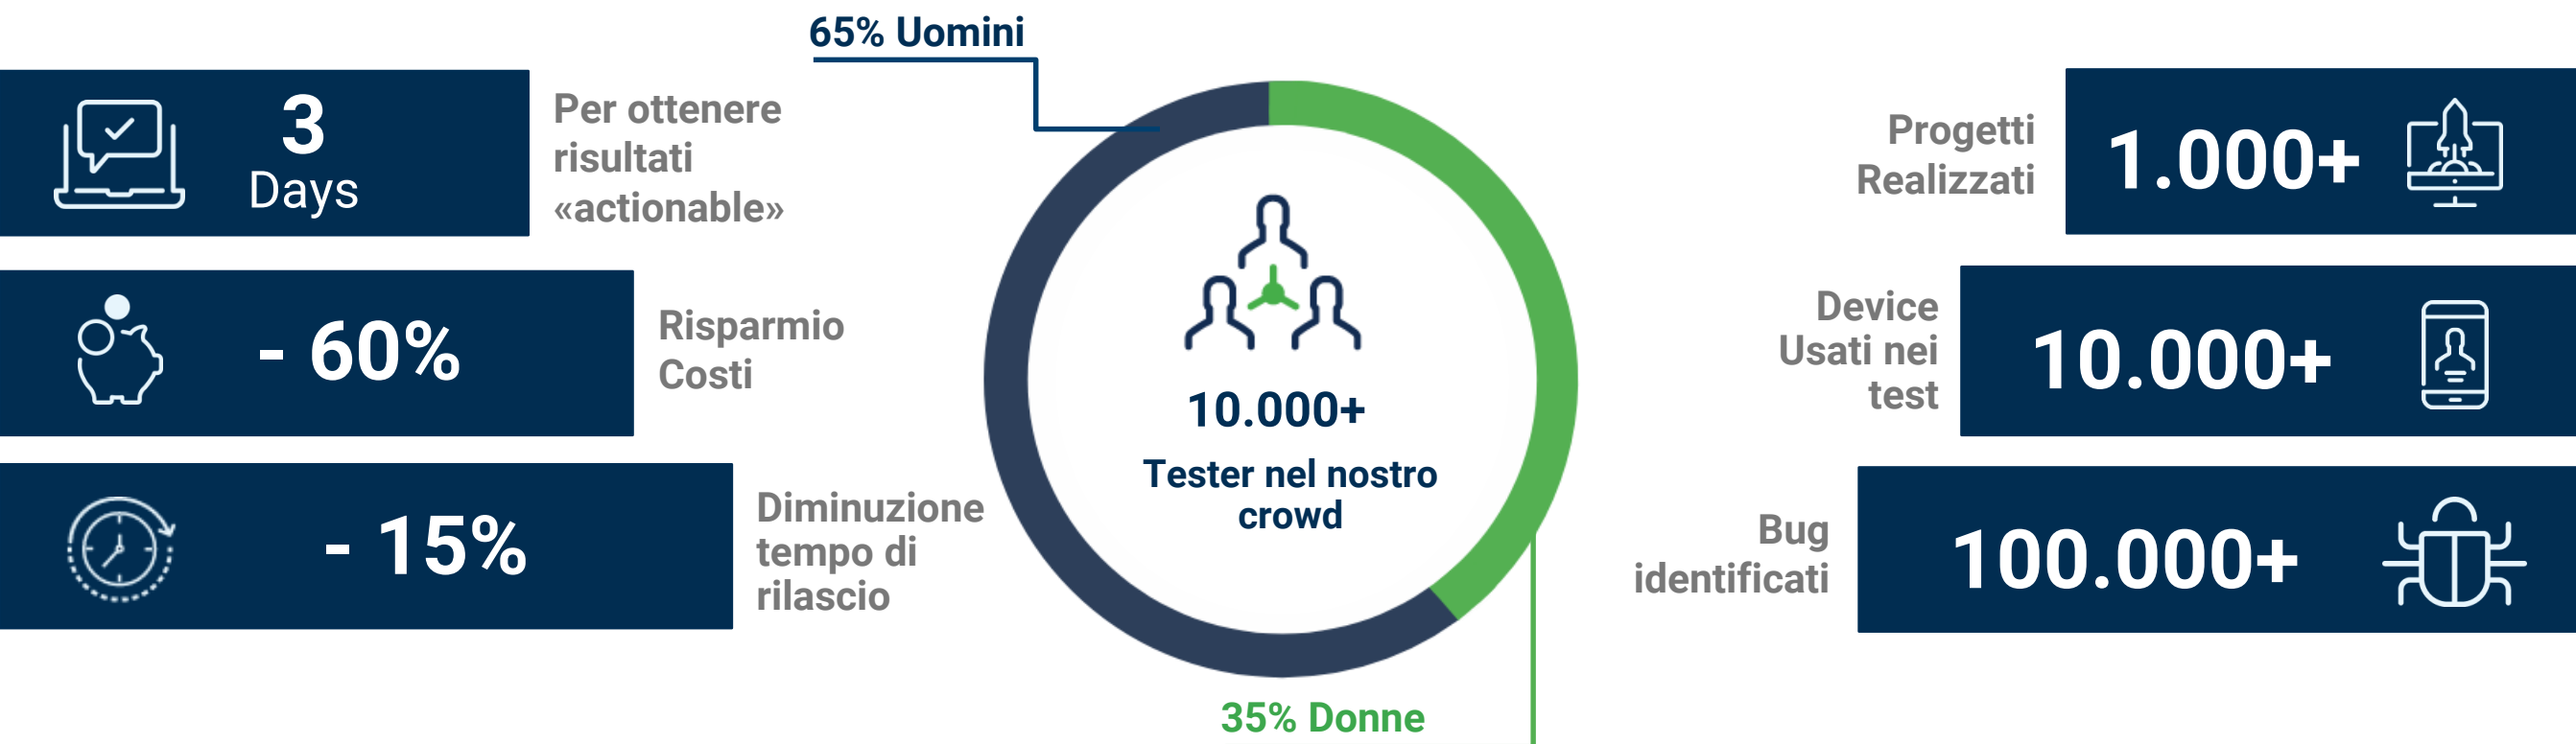 65% Uomini
3
Days
Per ottenere
risultati
«actionable»
- 60%
Risparmio
Costi
- 15%
Diminuzione
tempo di
rilascio
10.000+
Tester nel nostro
crowd
35% Donne
Progetti
Realizzati
1.000+
Device
Usati nei
test
10.000+
Bug
identificati
100.000+